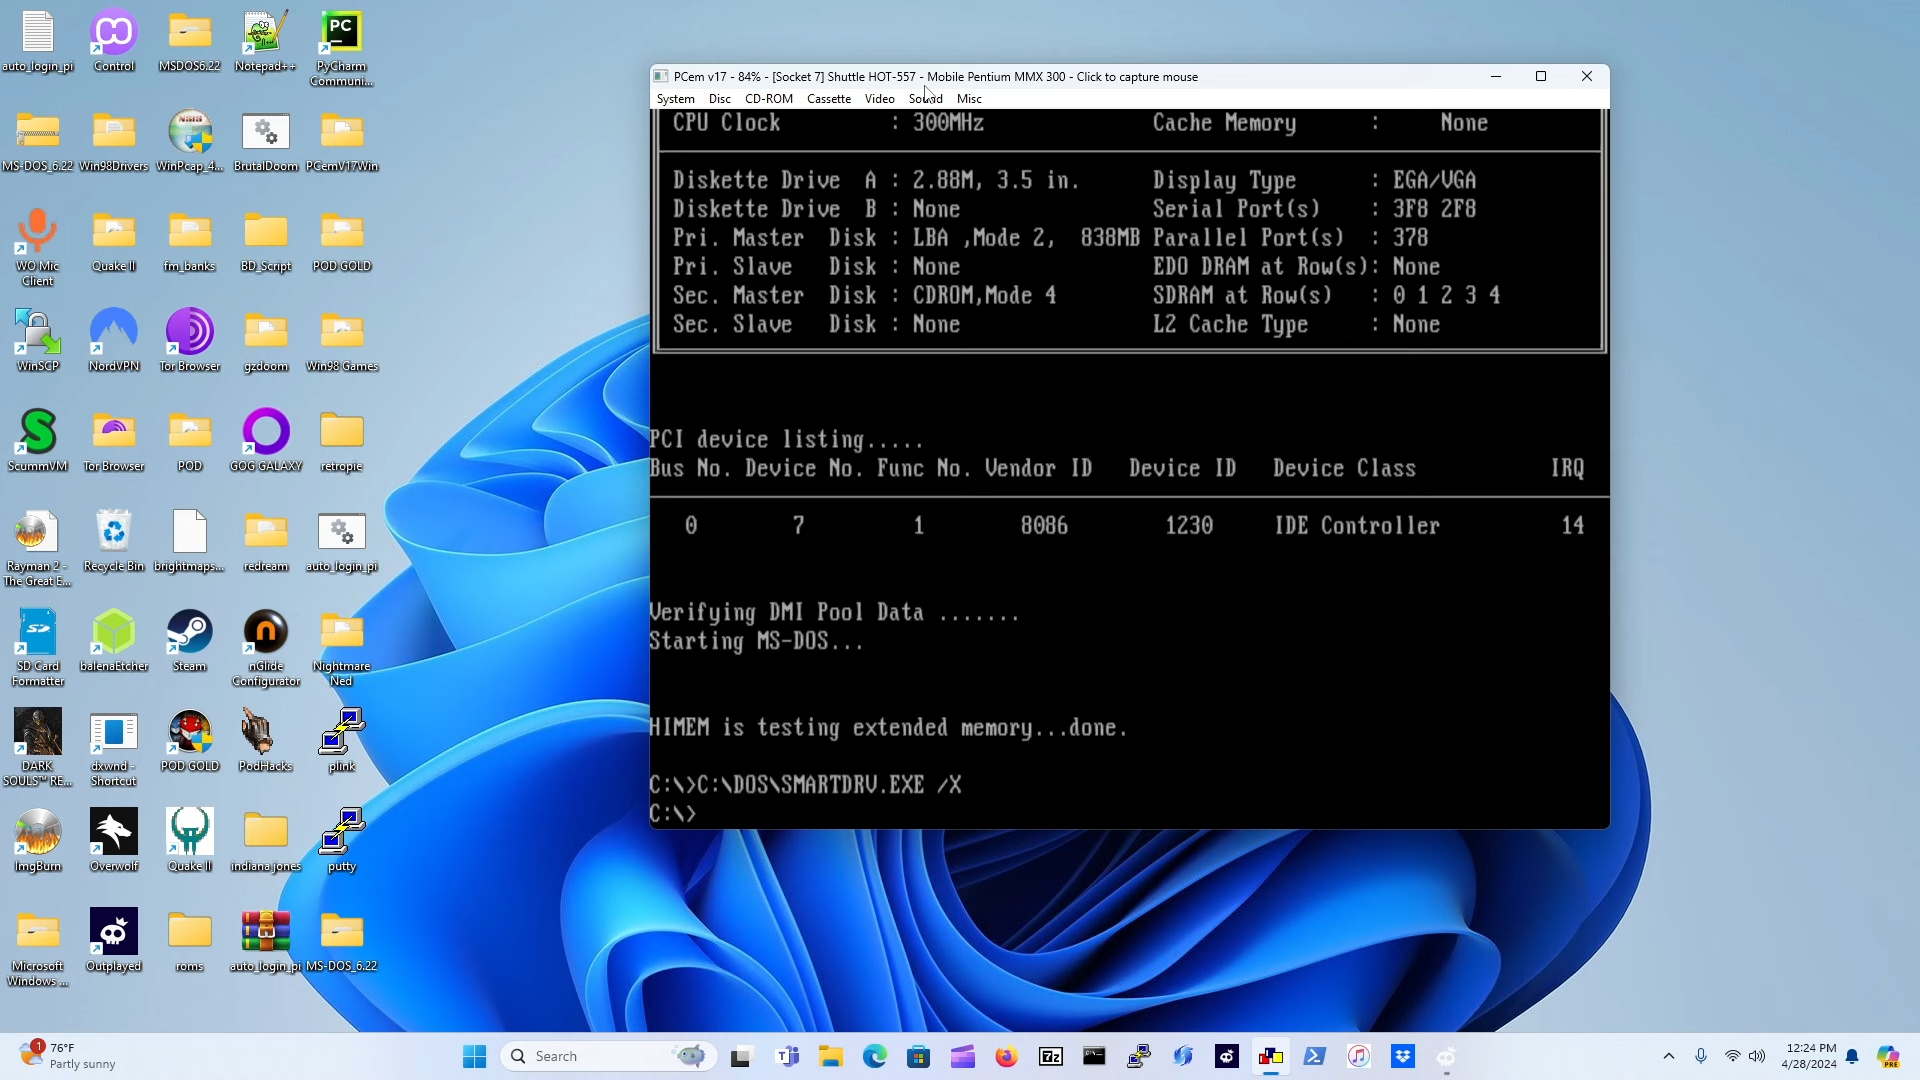 auto_login_pi
Control
MSDOS6.22
Notepad++
PyCharm
Communi...
MS-DOS_6.22
Win98Drivers
WinPcap_4...
BrutalDoom
PCemV17Win
WO Mic
Client
Quake II
fm_banks
BD_Script
POD GOLD
WinSCP
NordVPN
Tor Browser
gzdoom
Win98 Games
ScummVM
Tor Browser
POD
GOG GALAXY
retropie
Rayman 2 -
The Great E...
Recycle Bin
brightmaps...
redream
auto_login_pi
SD Card
Formatter
balenaEtcher
Steam
nGlide
Configurator
Nightmare
Ned
DARK
SOULS™ RE...
dxwnd -
Shortcut
POD GOLD
PodHacks
plink
ImgBurn
Overwolf
Quake II
indiana jones
putty
Microsoft
Windows ...
Outplayed
roms
auto_login_pi
MS-DOS_6.22
PCem v17 - 84% - [Socket 7] Shuttle HOT-557 - Mobile Pentium MMX 300 - Click to capture mouse
System Disc CD-ROM Cassette Video Sound Misc
CPU Clock : 300MHz Cache Memory : None
Diskette Drive A : 2.88M, 3.5 in. Display Type : EGA/VGA
Diskette Drive B : None Serial Port(s) : 3F8 2F8
Pri. Master Disk : LBA ,Mode 2, 838MB Parallel Port(s) : 378
Pri. Slave Disk : None EDO DRAM at Row(s): None
Sec. Master Disk : CDROM,Mode 4 SDRAM at Row(s) : 0 1 2 3 4
Sec. Slave Disk : None L2 Cache Type : None
PCI device listing.....
Bus No. Device No. Func No. Vendor ID Device ID Device Class IRQ
0 7 1 8086 1230 IDE Controller 14
Verifying DMI Pool Data .......
Starting MS-DOS...
HIMEM is testing extended memory...done.
C:\>C:\DOS\SMARTDRV.EXE /X
C:\>
1
76°F
Partly sunny
Search
12:24 PM
4/28/2024